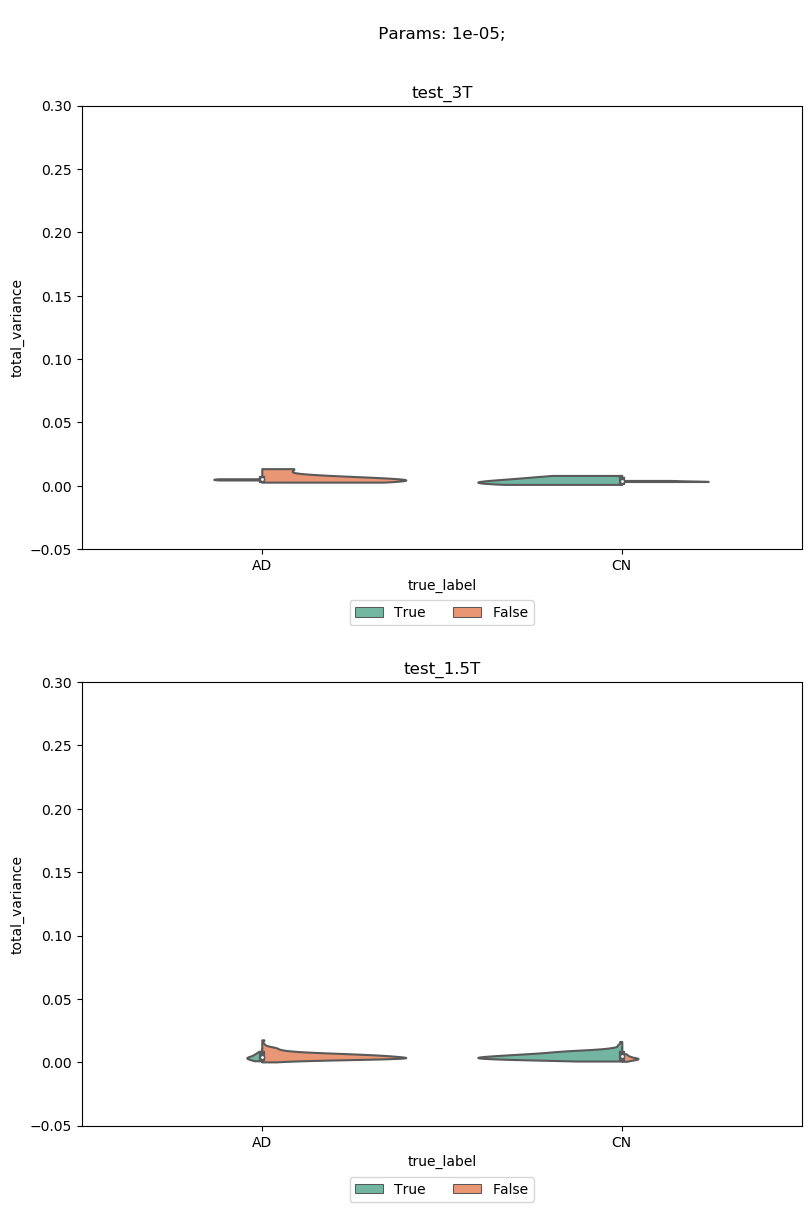 Params: 1e-05;
test_3T
0.30
0.25
0.20
0.15
0.10
0.05
0.00
−0.05
total_variance
AD CN
true_label
True False
test_1.5T
0.30
0.25
0.20
0.15
0.10
0.05
0.00
−0.05
total_variance
AD CN
true_label
True False